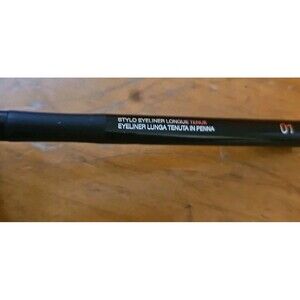 STYLO EYELINER LONGUE TENUE
EYELINER LUNGA TENUTA IN PENNA
01